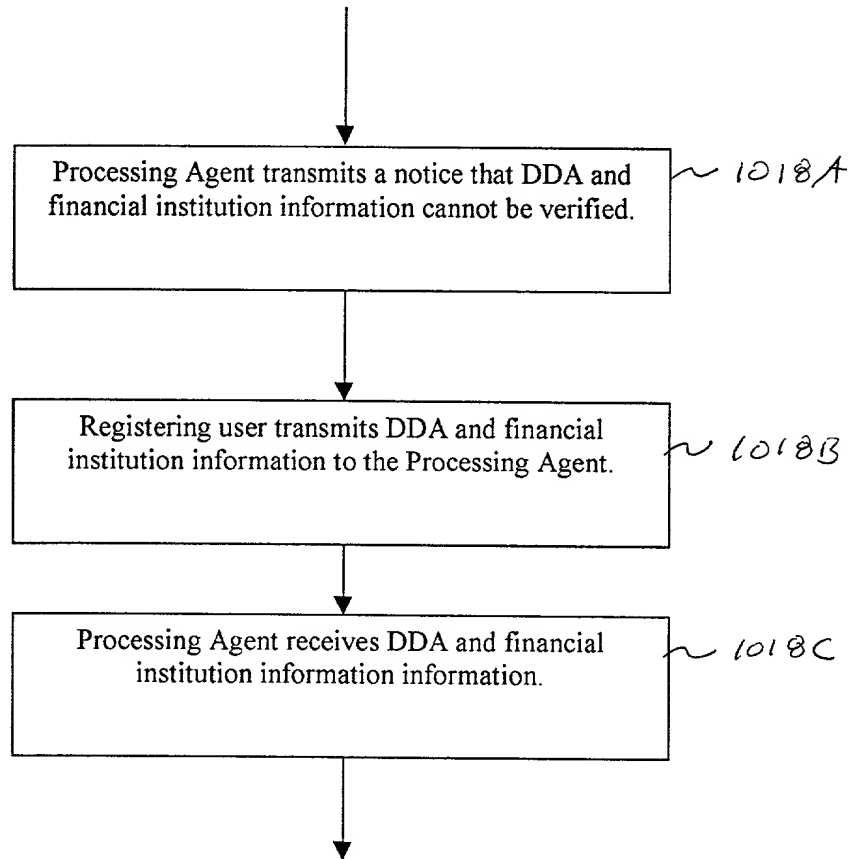 Processing Agent transmits a notice that DDA and
financial institution information cannot be verified.
1018A
Registering user transmits DDA and financial
institution information to the Processing Agent.
1018B
Processing Agent receives DDA and financial
institution information information.
1018C